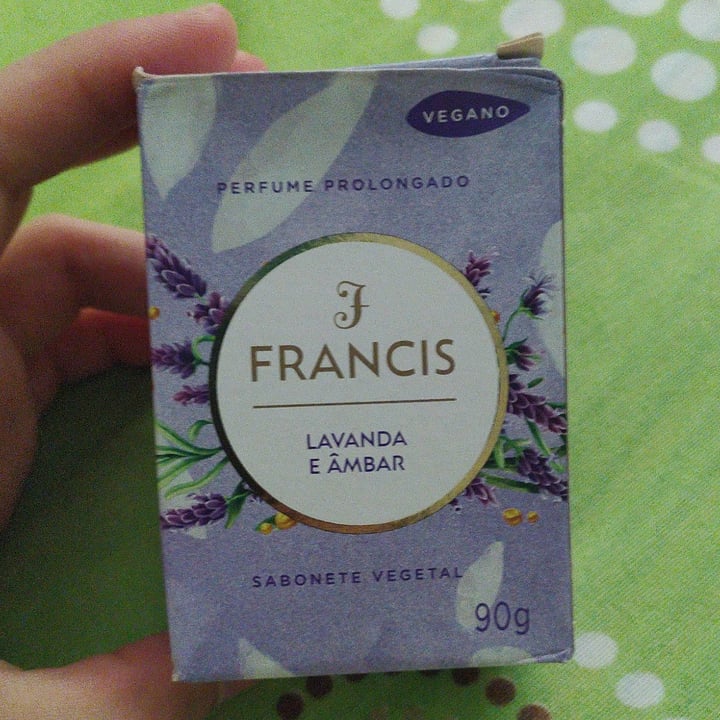 VEGANO
PERFUME PROLONGADO
F
FRANCIS
LAVANDA
E ÂMBAR
SABONETE VEGETAL
90g